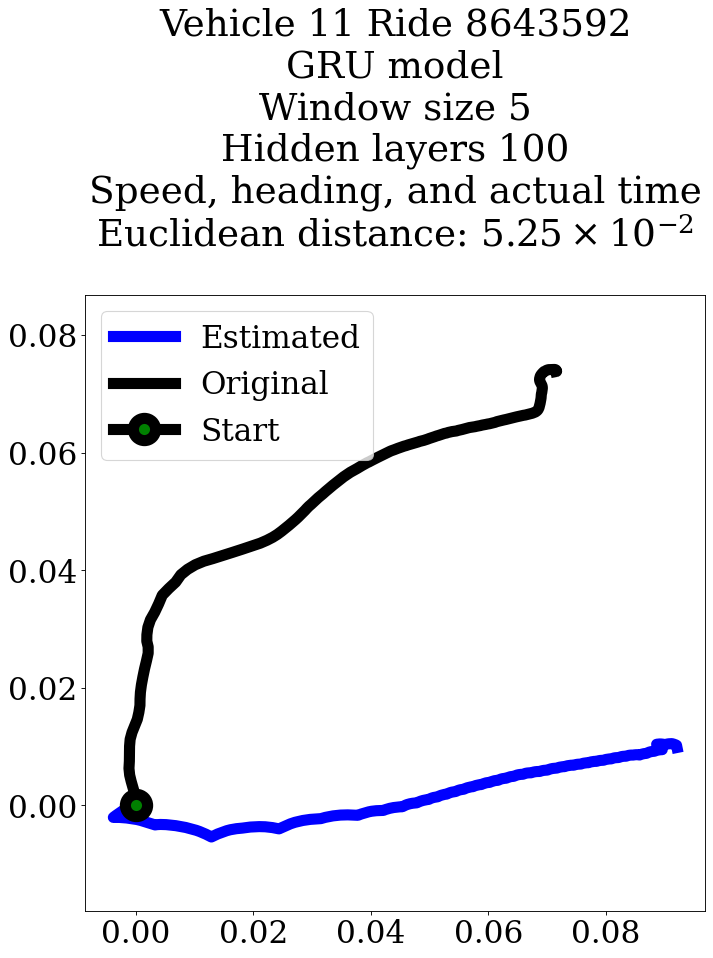 Vehicle 11 Ride 8643592
GRU model
Window size 5
Hidden layers 100
Speed, heading, and actual time
Euclidean distance: 5.25 × 10⁻²
Estimated
Original
Start
0.08
0.06
0.04
0.02
0.00
0.00 0.02 0.04 0.06 0.08